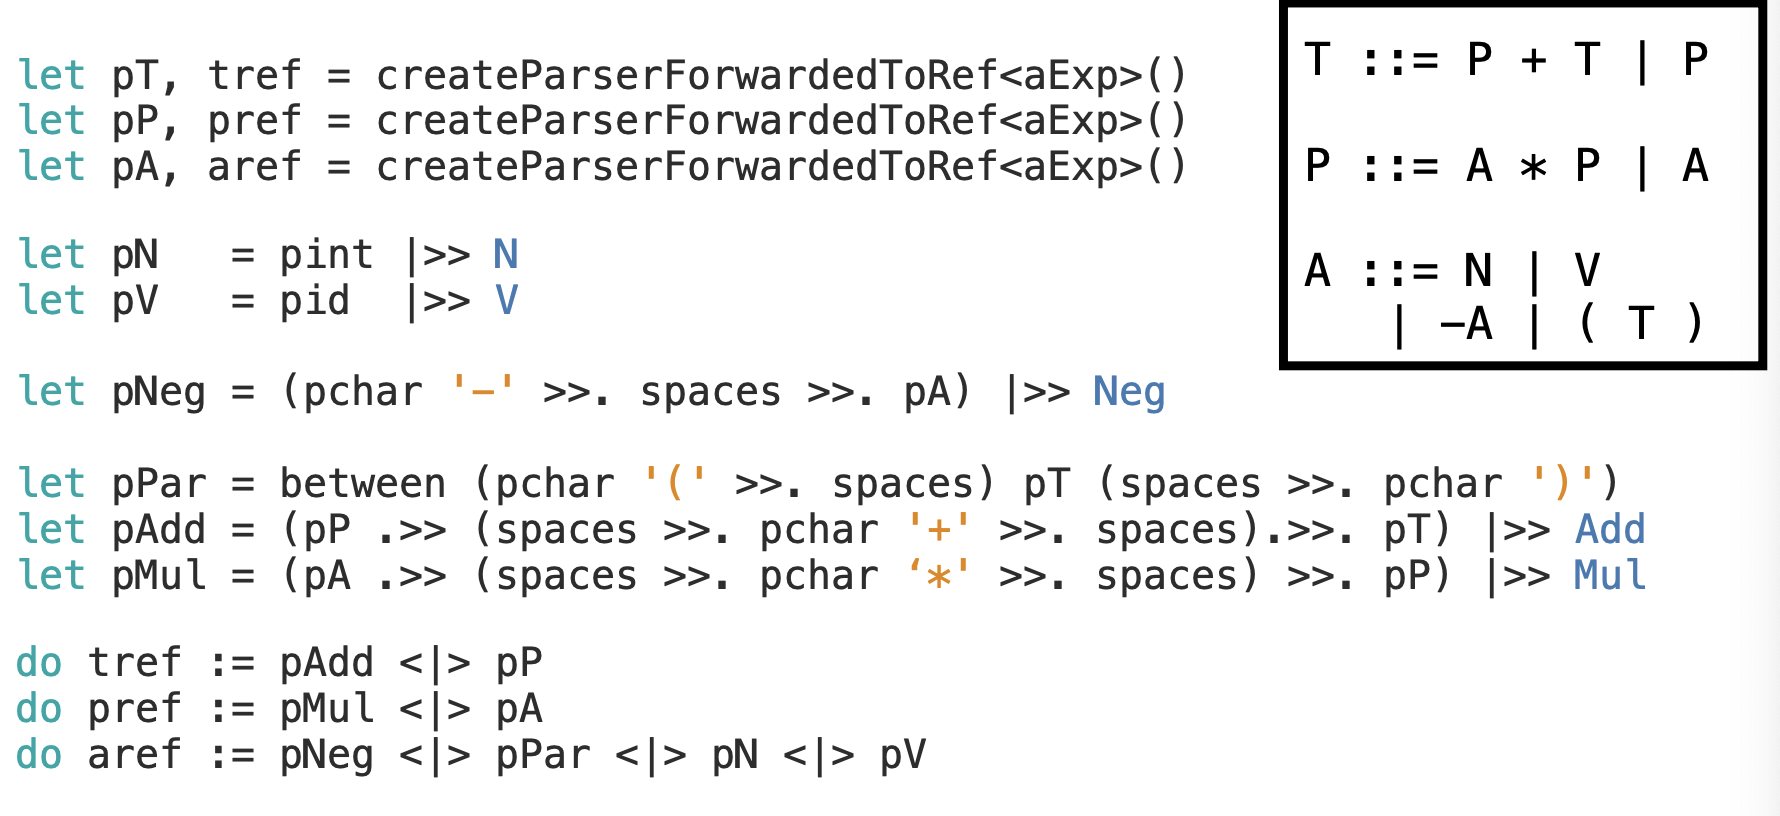 let pT, tref = createParserForwardedToRef<aExp>()
let pP, pref = createParserForwardedToRef<aExp>()
let pA, aref = createParserForwardedToRef<aExp>()
let pN   = pint |>> N
let pV   = pid  |>> V
let pNeg = (pchar '-' >>. spaces >>. pA) |>> Neg
let pPar = between (pchar '(' >>. spaces) pT (spaces >>. pchar ')')
let pAdd = (pP .>> (spaces >>. pchar '+' >>. spaces).>>. pT) |>> Add
let pMul = (pA .>> (spaces >>. pchar ‘*' >>. spaces) >>. pP) |>> Mul
do tref := pAdd <|> pP
do pref := pMul <|> pA
do aref := pNeg <|> pPar <|> pN <|> pV
T ::= P + T | P
P ::= A * P | A
A ::= N | V
| -A | ( T )